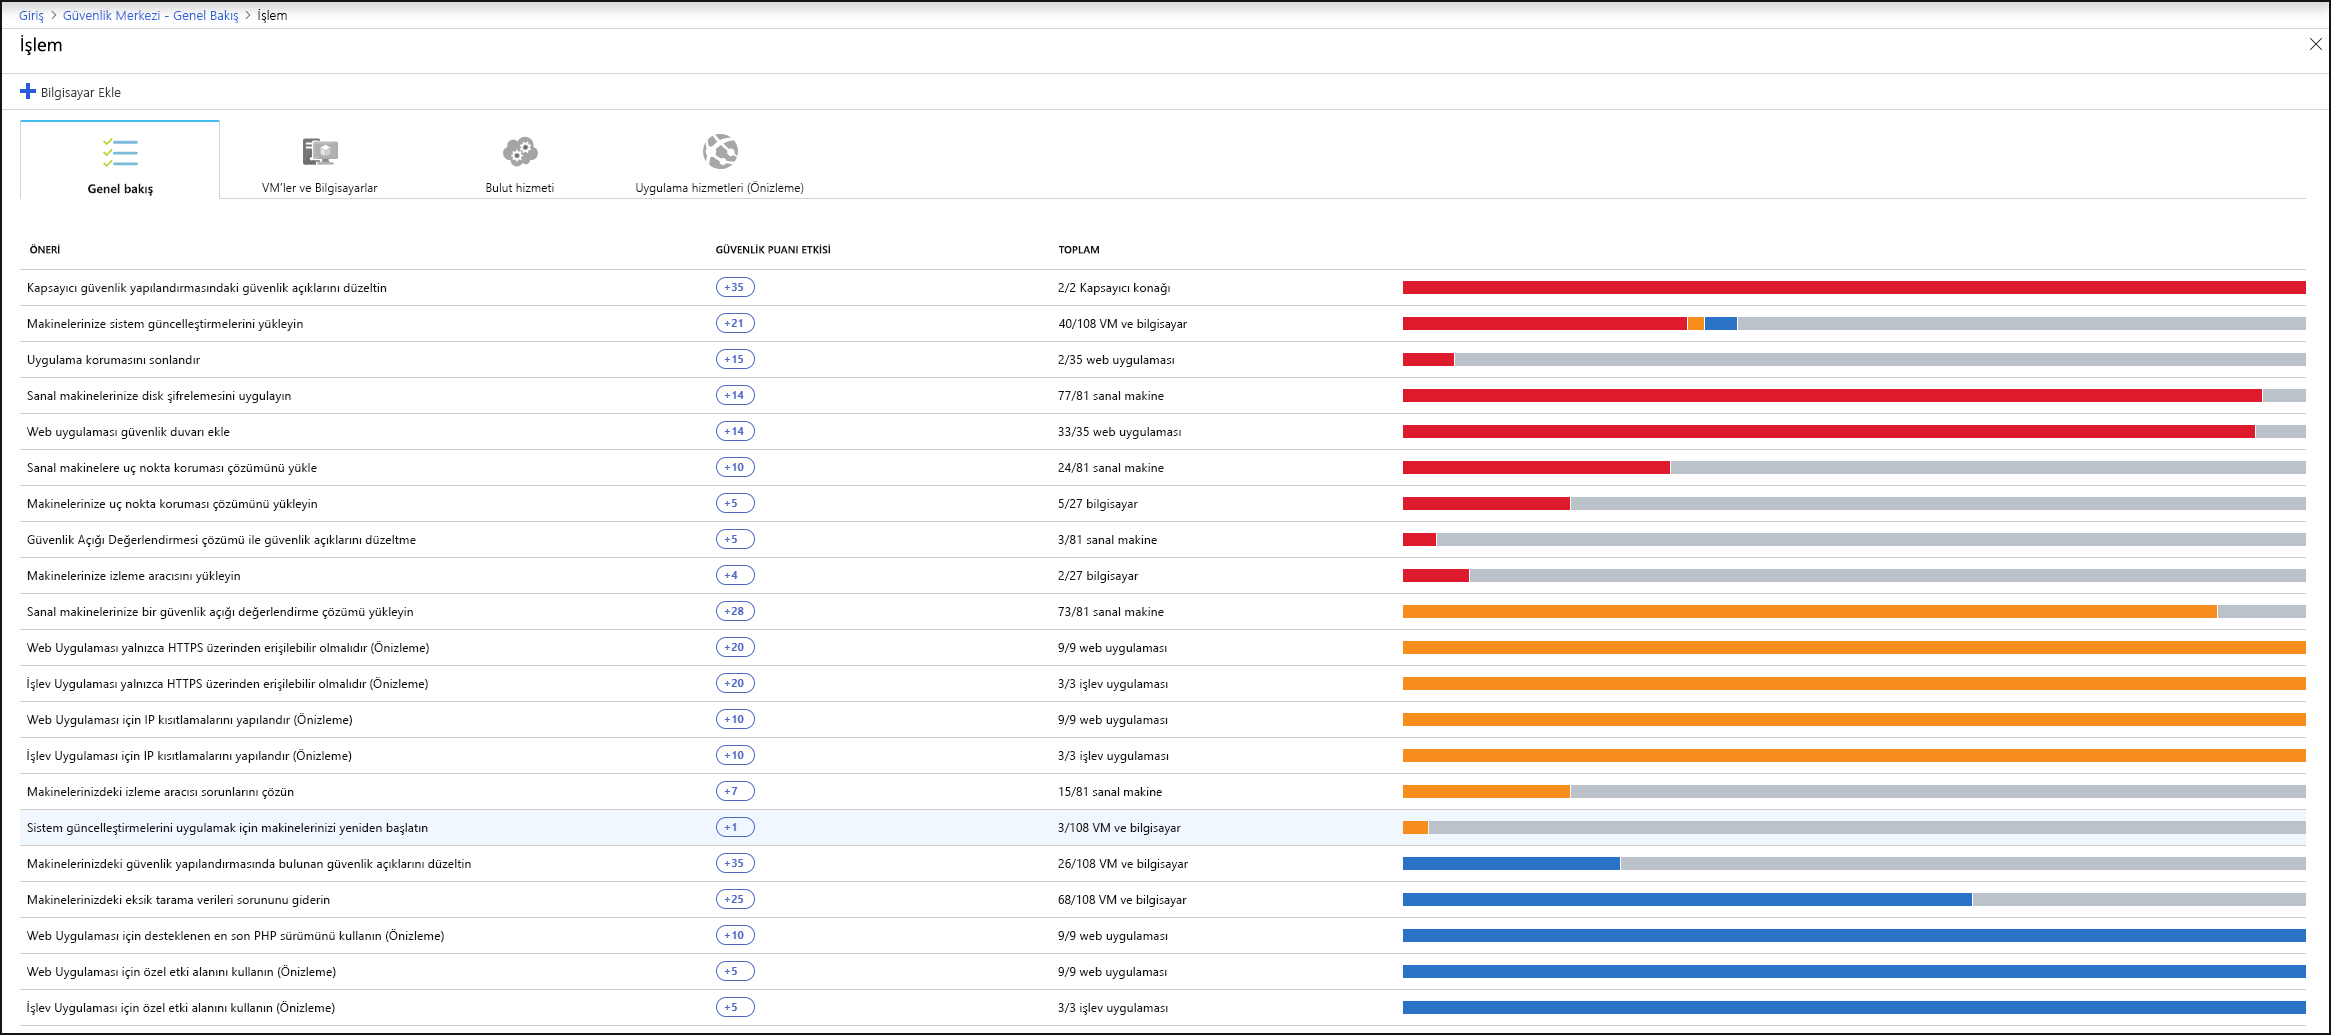 Giriş > Güvenlik Merkezi - Genel Bakış > İşlem
İşlem
Bilgisayar Ekle
Genel bakış VM'ler ve Bilgisayarlar Bulut hizmeti Uygulama hizmetleri (Önizleme)
ÖNERİ GÜVENLİK PUANI ETKİSİ TOPLAM
Kapsayıcı güvenlik yapılandırmasındaki güvenlik açıklarını düzeltin +35 2/2 Kapsayıcı konağı
Makinelerinize sistem güncelleştirmelerini yükleyin +21 40/108 VM ve bilgisayar
Uygulama korumasını sonlandır +15 2/35 web uygulaması
Sanal makinelerinize disk şifrelemesini uygulayın +14 77/81 sanal makine
Web uygulaması güvenlik duvarı ekle +14 33/35 web uygulaması
Sanal makinelere uç nokta koruması çözümünü yükle +10 24/81 sanal makine
Makinelerinize uç nokta koruması çözümünü yükleyin +5 5/27 bilgisayar
Güvenlik Açığı Değerlendirmesi çözümü ile güvenlik açıklarını düzeltme +5 3/81 sanal makine
Makinelerinize izleme aracısını yükleyin +4 2/27 bilgisayar
Sanal makinelerinize bir güvenlik açığı değerlendirme çözümü yükleyin +28 73/81 sanal makine
Web Uygulaması yalnızca HTTPS üzerinden erişilebilir olmalıdır (Önizleme) +20 9/9 web uygulaması
İşlev Uygulaması yalnızca HTTPS üzerinden erişilebilir olmalıdır (Önizleme) +20 3/3 işlev uygulaması
Web Uygulaması için IP kısıtlamalarını yapılandır (Önizleme) +10 9/9 web uygulaması
İşlev Uygulaması için IP kısıtlamalarını yapılandır (Önizleme) +10 3/3 işlev uygulaması
Makinelerinizdeki izleme aracısı sorunlarını çözün +7 15/81 sanal makine
Sistem güncelleştirmelerini uygulamak için makinelerinizi yeniden başlatın +1 3/108 VM ve bilgisayar
Makinelerinizdeki güvenlik yapılandırmasında bulunan güvenlik açıklarını düzeltin +35 26/108 VM ve bilgisayar
Makinelerinizdeki eksik tarama verileri sorununu giderin +25 68/108 VM ve bilgisayar
Web Uygulaması için desteklenen en son PHP sürümünü kullanın (Önizleme) +10 9/9 web uygulaması
Web Uygulaması için özel etki alanını kullanın (Önizleme) +5 9/9 web uygulaması
İşlev Uygulaması için özel etki alanını kullanın (Önizleme) +5 3/3 işlev uygulaması